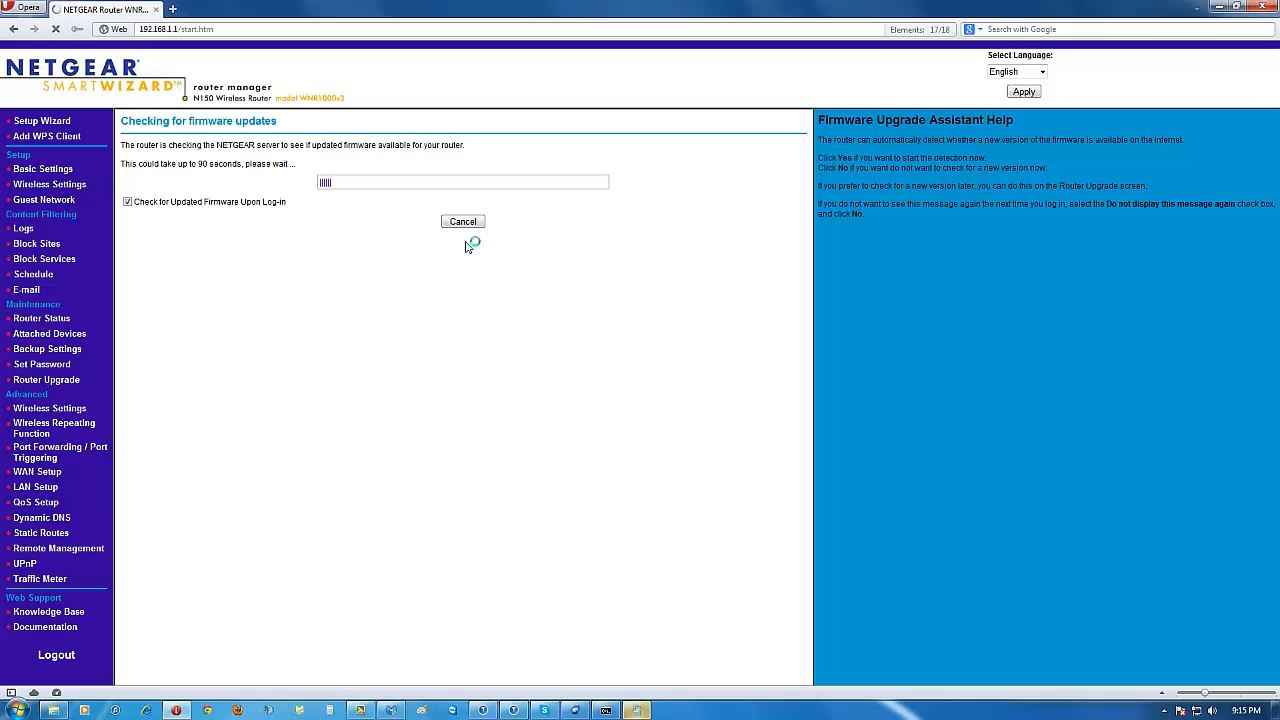 Opera
NETGEAR Router WNR...
Web
192.168.1.1/start.htm
Elements: 17/18
Search with Google
NETGEAR
SMARTWIZARD™
router manager
N150 Wireless Router model WNR1000v3
Select Language:
English
Apply
Setup Wizard
Add WPS Client
Setup
Basic Settings
Wireless Settings
Guest Network
Content Filtering
Logs
Block Sites
Block Services
Schedule
E-mail
Maintenance
Router Status
Attached Devices
Backup Settings
Set Password
Router Upgrade
Advanced
Wireless Settings
Wireless Repeating
Function
Port Forwarding / Port
Triggering
WAN Setup
LAN Setup
QoS Setup
Dynamic DNS
Static Routes
Remote Management
UPnP
Traffic Meter
Web Support
Knowledge Base
Documentation
Logout
Checking for firmware updates
The router is checking the NETGEAR server to see if updated firmware available for your router.
This could take up to 90 seconds, please wait ...
Check for Updated Firmware Upon Log-in
Cancel
Firmware Upgrade Assistant Help
The router can automatically detect whether a new version of the firmware is available on the Internet.
Click Yes if you want to start the detection now.
Click No if you want do not want to check for a new version now.
If you prefer to check for a new version later, you can do this on the Router Upgrade screen.
If you do not want to see this message again the next time you log in, select the Do not display this message again check box,
and click No.
9:15 PM